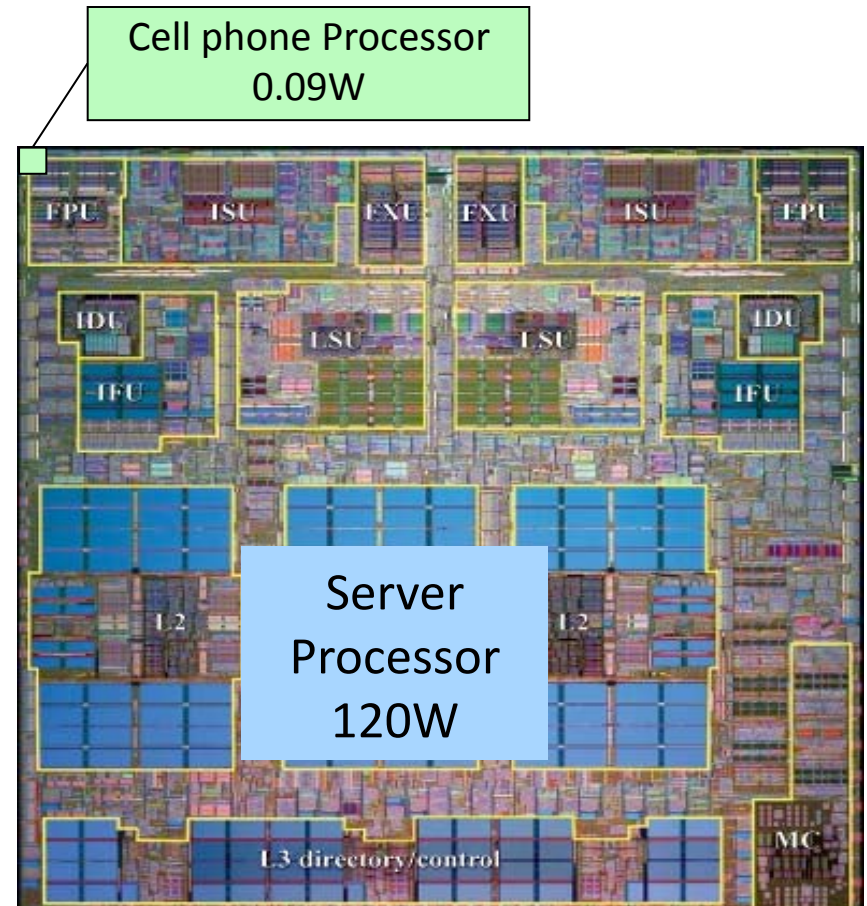 Cell phone Processor
0.09W
FPU ISU FXU FXU ISU FPU
IDU LSU LSU IDU
IFU IFU
Server
Processor
120W
L2 L2
L3 directory/control
MC